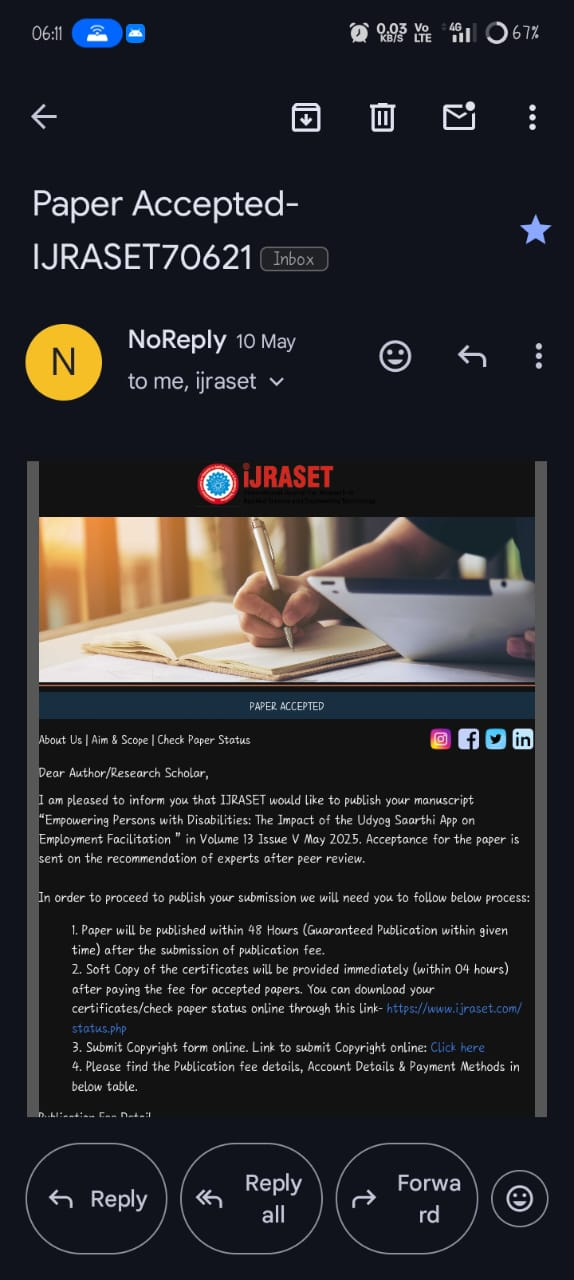 06:11
0.03 KB/S Vo LTE 4G 67%
Paper Accepted-
IJRASET70621 Inbox
N
NoReply 10 May
to me, ijraset
iJRASET
PAPER ACCEPTED
About Us | Aim & Scope | Check Paper Status
Dear Author/Research Scholar,
I am pleased to inform you that IJRASET would like to publish your manuscript
“Empowering Persons with Disabilities: The Impact of the Udyog Saarthi App on
Employment Facilitation ” in Volume 13 Issue V May 2025. Acceptance for the paper is
sent on the recommendation of experts after peer review.
In order to proceed to publish your submission we will need you to follow below process:
1. Paper will be published within 48 Hours (Guaranteed Publication within given
time) after the submission of publication fee.
2. Soft Copy of the certificates will be provided immediately (within 04 hours)
after paying the fee for accepted papers. You can download your
certificates/check paper status online through this link- https://www.ijraset.com/
status.php
3. Submit Copyright form online. Link to submit Copyright online: Click here
4. Please find the Publication fee details, Account Details & Payment Methods in
below table.
Publication Fee Detail
Reply
Reply
all
Forwa
rd